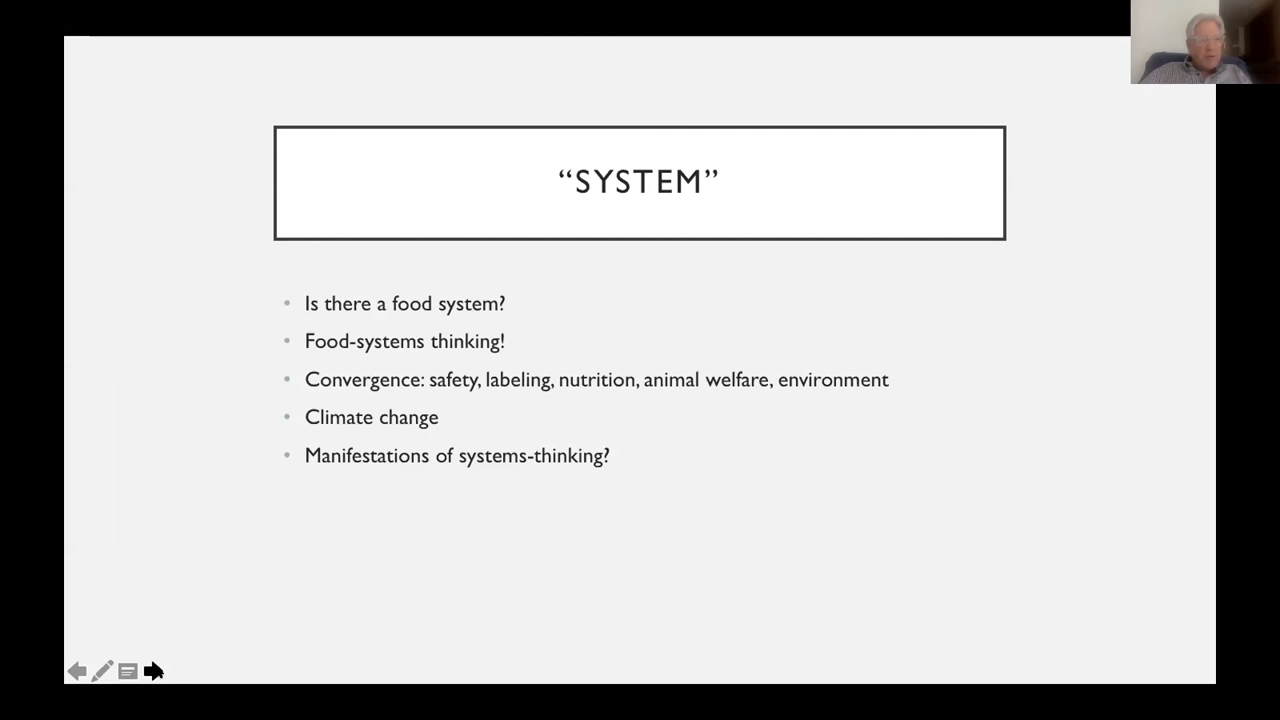 “SYSTEM”
• Is there a food system?
• Food-systems thinking!
• Convergence: safety, labeling, nutrition, animal welfare, environment
• Climate change
• Manifestations of systems-thinking?